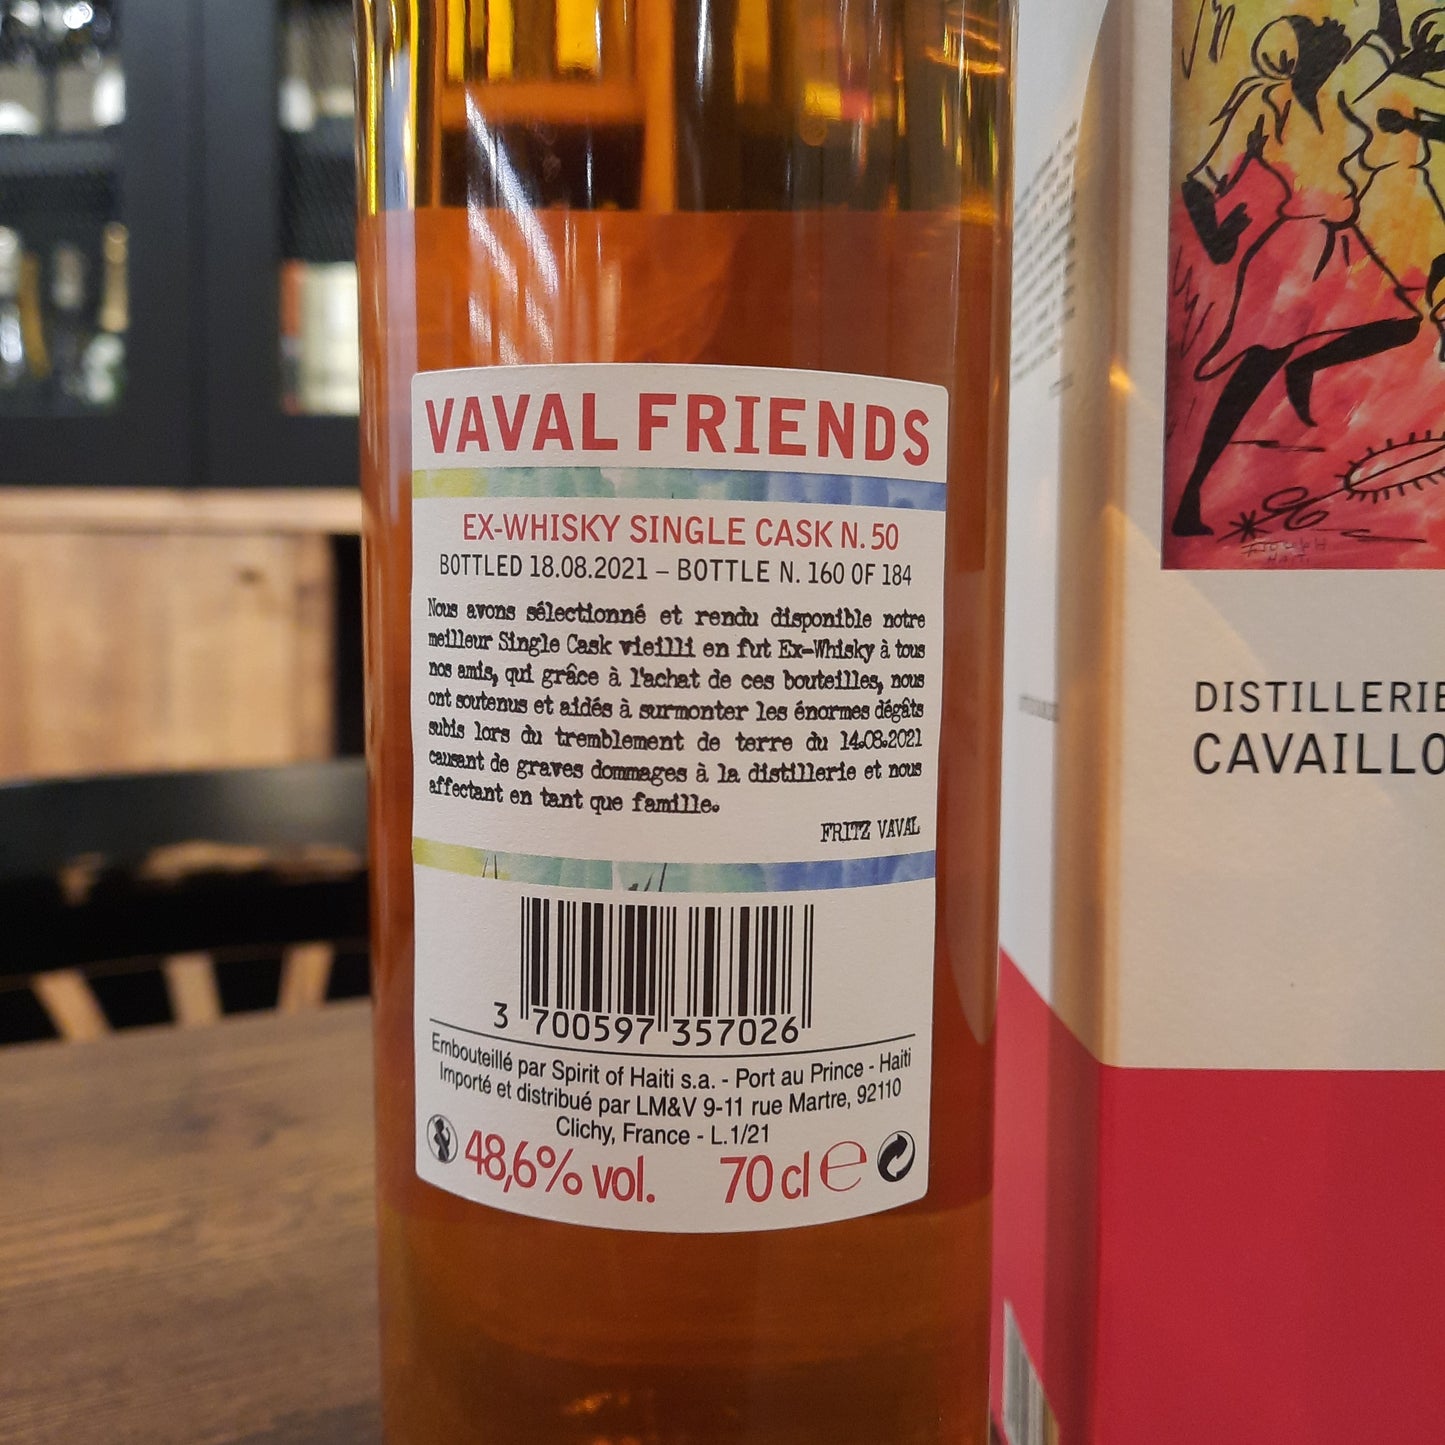 VAVAL FRIENDS
EX-WHISKY SINGLE CASK N. 50
BOTTLED 18.08.2021 – BOTTLE N. 160 OF 184
Nous avons sélectionné et rendu disponible notre
meilleur Single Cask vieilli en fut Ex-Whisky à tous
nos amis, qui grâce à l'achat de ces bouteilles, nous
ont soutenus et aidés à surmonter les énormes dégâts
subis lors du tremblement de terre du 14.08.2021
causant de graves dommages à la distillerie et nous
affectant en tant que famille.
FRITZ VAVAL
3 700597 357026
Embouteillé par Spirit of Haiti s.a. - Port au Prince - Haiti
Importé et distribué par LM&V 9-11 rue Martre, 92110
Clichy, France - L.1/21
48,6% vol. 70 cl e
DISTILLERIE
CAVAILLO